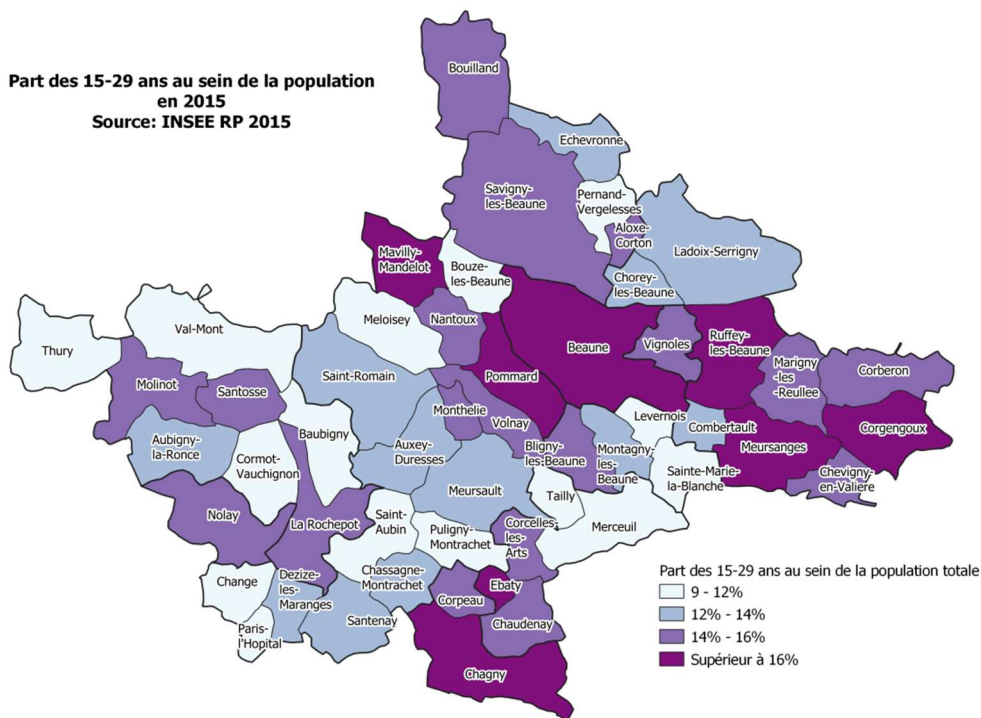 Part des 15-29 ans au sein de la population
en 2015
Source: INSEE RP 2015
Bouilland
Echevronne
Savigny-
les-Beaune
Pernand-
Vergelesses
Aloxe-
Corton
Ladoix-Serrigny
Mavilly-
Mandelot
Bouze-
les-Beaune
Chorey-
les-Beaune
Val-Mont
Meloisey
Nantoux
Thury
Beaune
Vignoles
Ruffey-
les-Beaune
Molinot
Santosse
Saint-Romain
Pommard
Marigny
-les
-Reullee
Corberon
Monthelie
Volnay
Levernois
Combertault
Corgengoux
Aubigny-
la-Ronce
Baubigny
Auxey-
Duresses
Bligny-
les-Beaune
Montagny-
les-
Beaune
Meursanges
Cormot-
Vauchignon
Sainte-Marie-
la-Blanche
Chevigny-
en-Valiere
Meursault
Tailly
Nolay
La Rochepot
Saint-
Aubin
Puligny-
Montrachet
Corcelles-
les-
Arts
Merceuil
Change
Dezize-
les-
Maranges
Chassagne-
Montrachet
Ebaty
Corpeau
Santenay
Chaudenay
Paris-
l'Hopital
Chagny
Part des 15-29 ans au sein de la population totale
9 - 12%
12% - 14%
14% - 16%
Supérieur à 16%